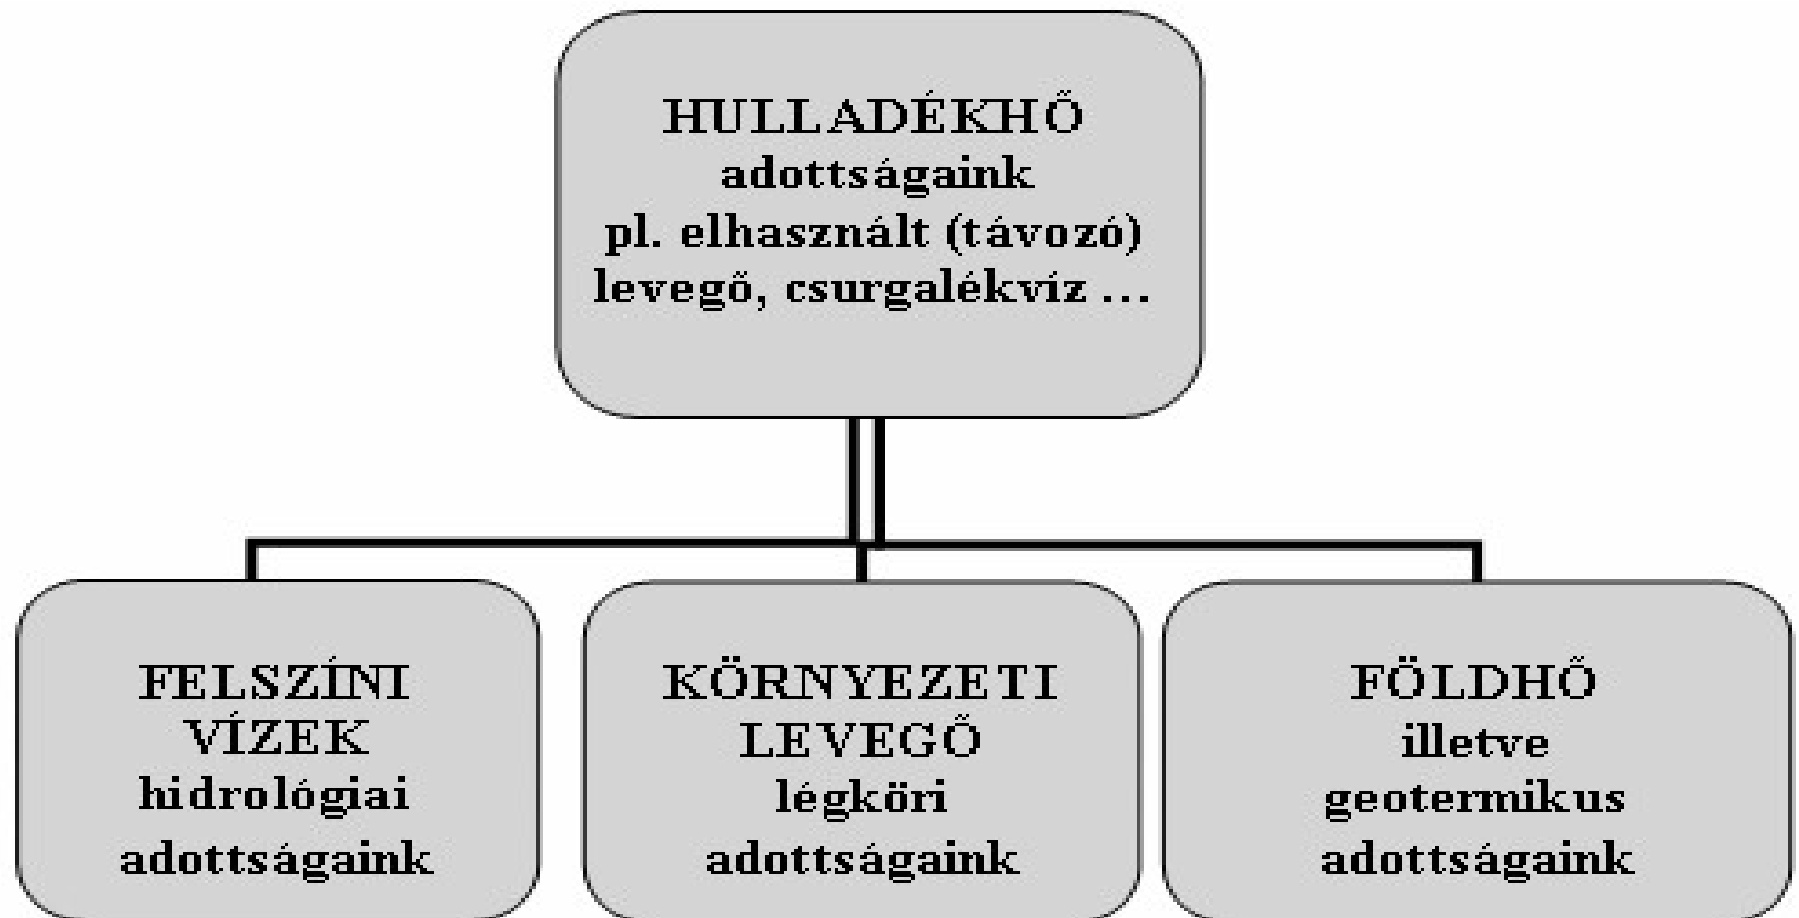 HULLADÉKHŐ
adottságaink
pl. elhasznált (távozó)
levegő, csurgalékvíz ...
FELSZÍNI
VÍZEK
hidrológiai
adottságaink
KÖRNYEZETI
LEVEGŐ
légköri
adottságaink
FÖLDHŐ
illetve
geotermikus
adottságaink